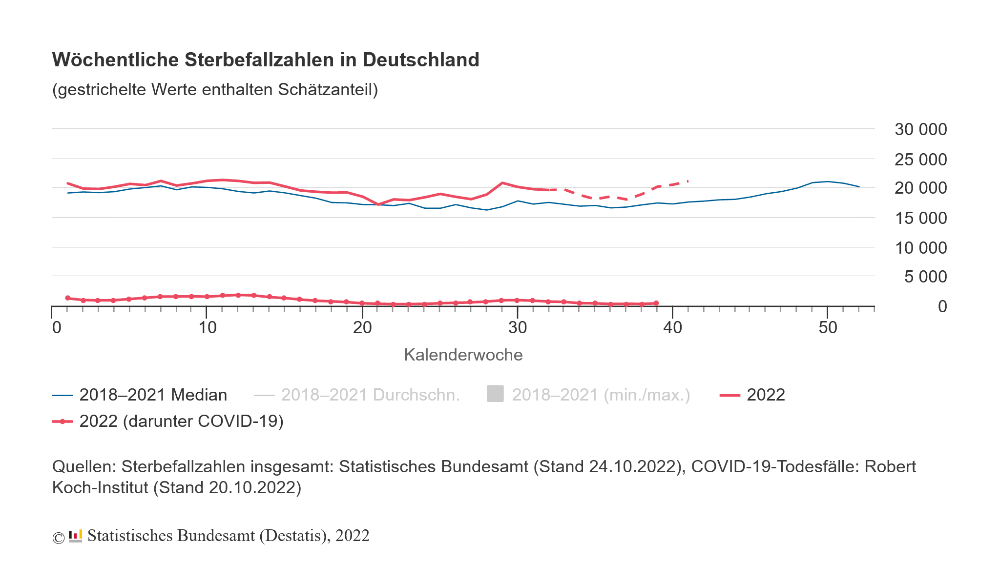 Wöchentliche Sterbefallzahlen in Deutschland
(gestrichelte Werte enthalten Schätzanteil)
30 000
25 000
20 000
15 000
10 000
5 000
0
0 10 20 30 40 50
Kalenderwoche
2018–2021 Median 2018–2021 Durchschn. 2018–2021 (min./max.) 2022
2022 (darunter COVID-19)
Quellen: Sterbefallzahlen insgesamt: Statistisches Bundesamt (Stand 24.10.2022), COVID-19-Todesfälle: Robert
Koch-Institut (Stand 20.10.2022)
© Statistisches Bundesamt (Destatis), 2022